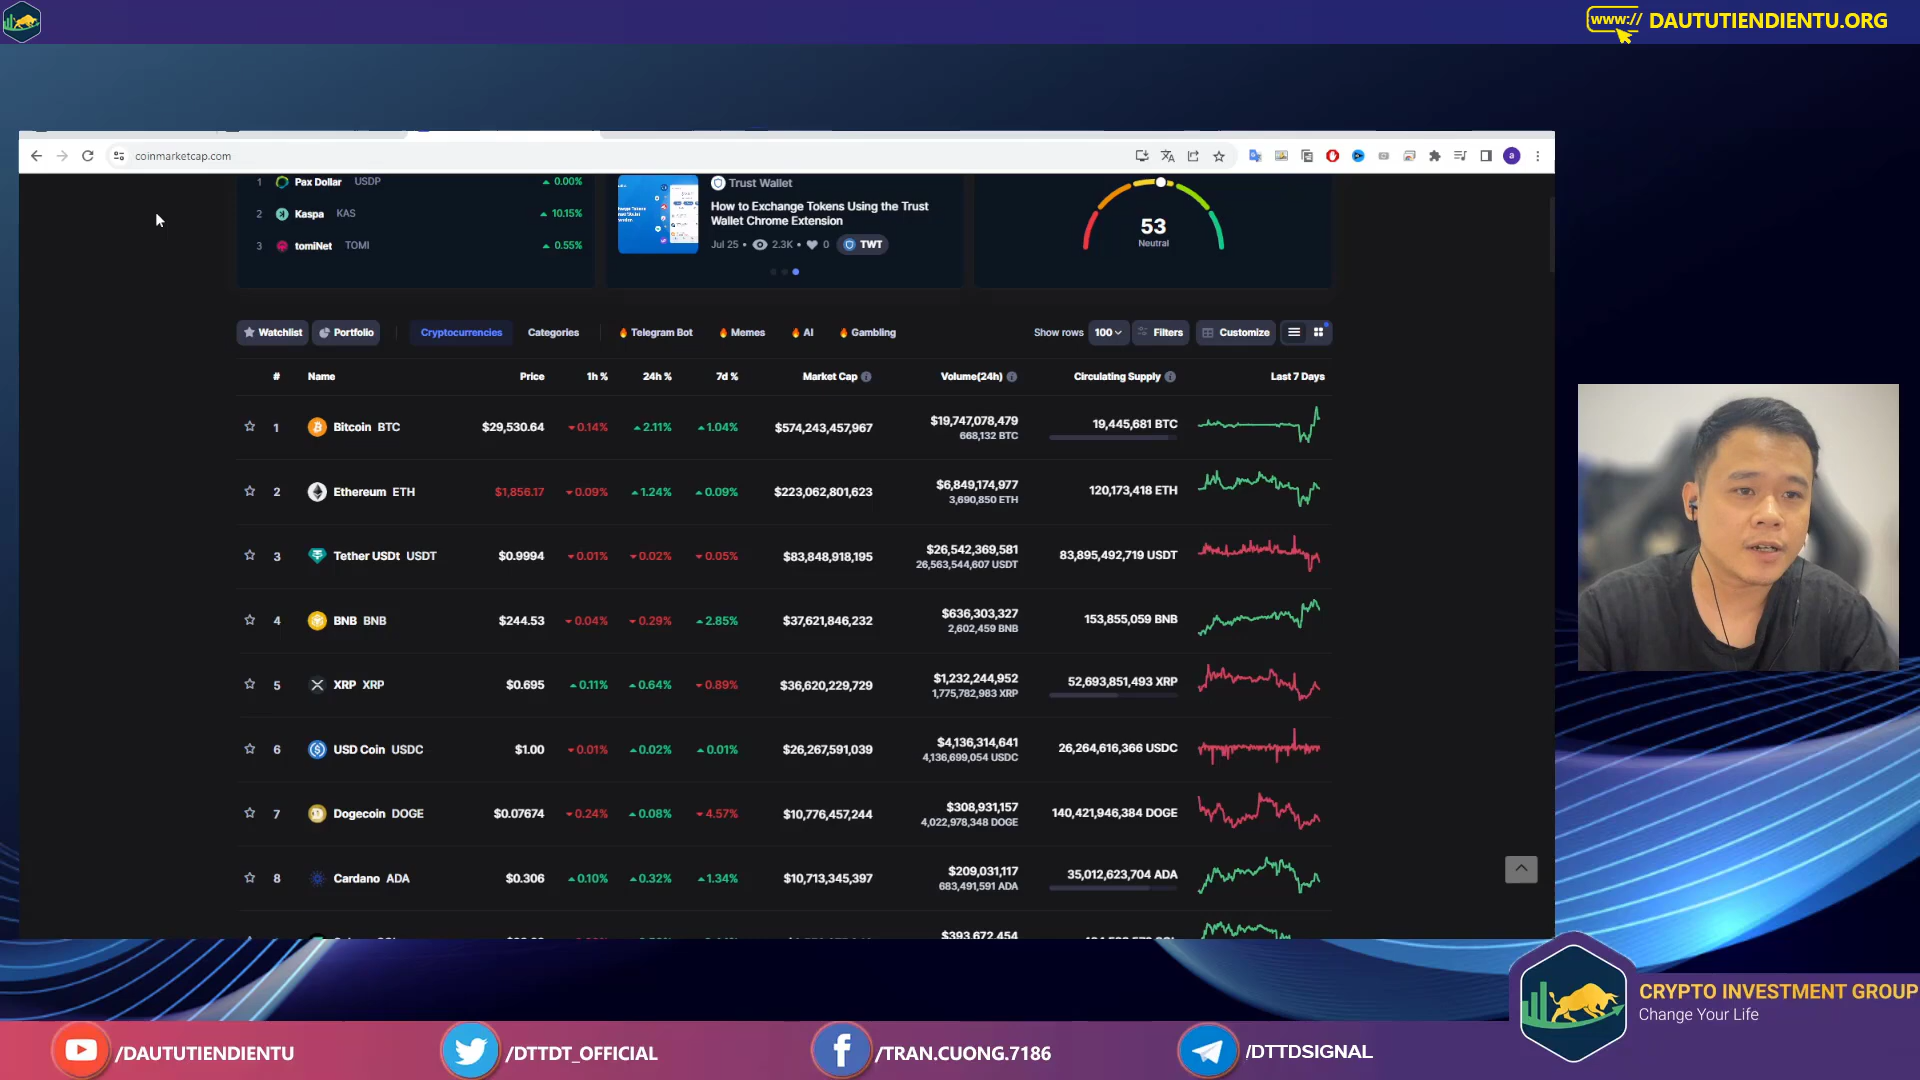 www:// DAUTUTIENDIENTU.ORG
coinmarketcap.com
a
1 Pax Dollar USDP 0.00%
2 Kaspa KAS 10.15%
3 tomiNet TOMI 0.55%
Trust Wallet
How to Exchange Tokens Using the Trust
Wallet Chrome Extension
Jul 25 • 2.3K • 0 TWT
53
Neutral
Watchlist Portfolio Cryptocurrencies Categories Telegram Bot Memes AI Gambling Show rows 100 Filters Customize
# Name Price 1h % 24h % 7d % Market Cap Volume(24h) Circulating Supply Last 7 Days
1 Bitcoin BTC $29,530.64 0.14% 2.11% 1.04% $574,243,457,967 $19,747,078,479 19,445,681 BTC
668,132 BTC
2 Ethereum ETH $1,856.17 0.09% 1.24% 0.09% $223,062,801,623 $6,849,174,977 120,173,418 ETH
3,690,850 ETH
3 Tether USDt USDT $0.9994 0.01% 0.02% 0.05% $83,848,918,195 $26,542,369,581 83,895,492,719 USDT
26,563,544,607 USDT
4 BNB BNB $244.53 0.04% 0.29% 2.85% $37,621,846,232 $636,303,327 153,855,059 BNB
2,602,459 BNB
5 XRP XRP $0.695 0.11% 0.64% 0.89% $36,620,229,729 $1,232,244,952 52,693,851,493 XRP
1,775,782,983 XRP
6 USD Coin USDC $1.00 0.01% 0.02% 0.01% $26,267,591,039 $4,136,314,641 26,264,616,366 USDC
4,136,699,054 USDC
7 Dogecoin DOGE $0.07674 0.24% 0.08% 4.57% $10,776,457,244 $308,931,157 140,421,946,384 DOGE
4,022,978,348 DOGE
8 Cardano ADA $0.306 0.10% 0.32% 1.34% $10,713,345,397 $209,031,117 35,012,623,704 ADA
683,491,591 ADA
$393,672,454
CRYPTO INVESTMENT GROUP
Change Your Life
/DAUTUTIENDIENTU /DTTDT_OFFICIAL /TRAN.CUONG.7186 /DTTDSIGNAL